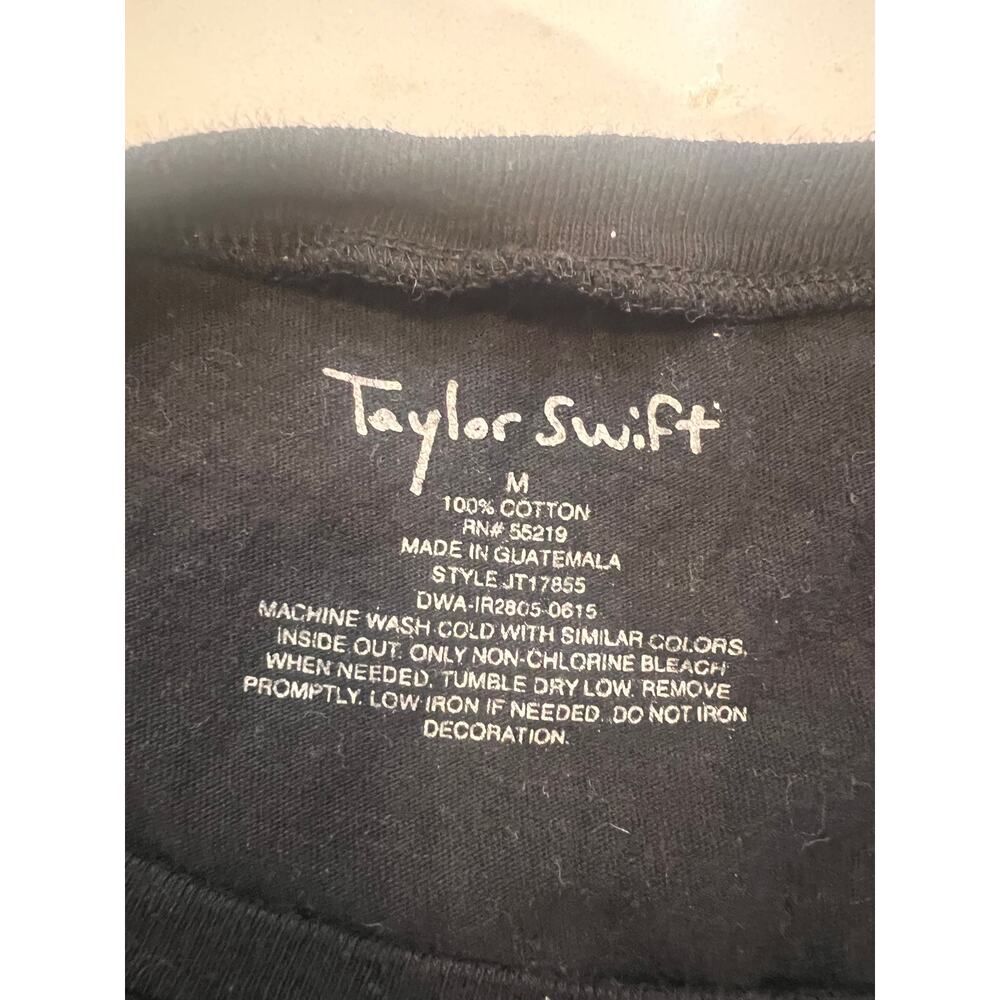 Taylor Swift
M
100% COTTON
RN# 55219
MADE IN GUATEMALA
STYLE JT17855
DWA-IR2805-0615
MACHINE WASH COLD WITH SIMILAR COLORS,
INSIDE OUT. ONLY NON-CHLORINE BLEACH
WHEN NEEDED. TUMBLE DRY LOW. REMOVE
PROMPTLY. LOW IRON IF NEEDED. DO NOT IRON
DECORATION.